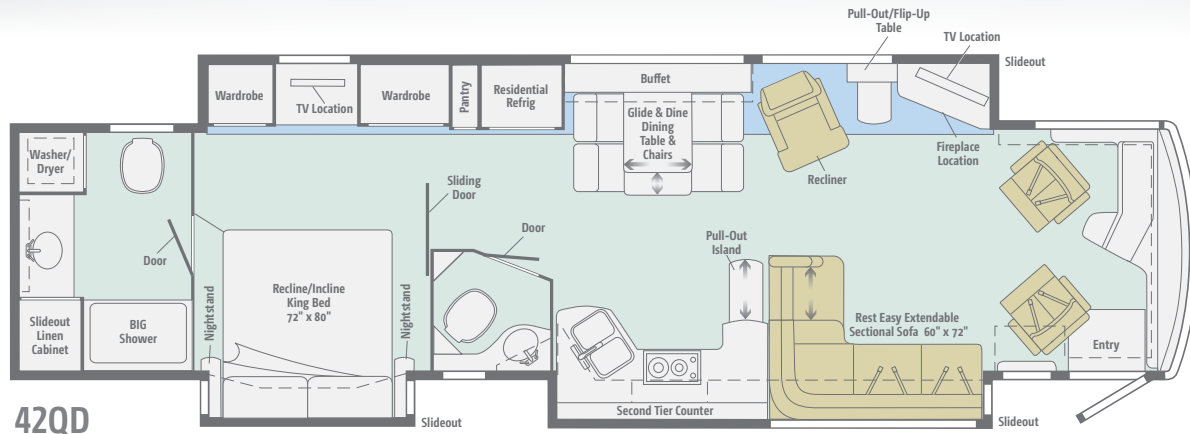 Pull-Out/Flip-Up
Table
TV Location
Slideout
Wardrobe
TV Location
Wardrobe
Pantry
Residential
Refrig
Buffet
Glide & Dine
Dining
Table &
Chairs
Recliner
Fireplace
Location
Washer/
Dryer
Door
Sliding
Door
Door
Pull-Out
Island
Slideout
Linen
Cabinet
BIG
Shower
Nightstand
Recline/Incline
King Bed
72" x 80"
Nightstand
Rest Easy Extendable
Sectional Sofa 60" x 72"
Entry
Second Tier Counter
42QD
Slideout
Slideout